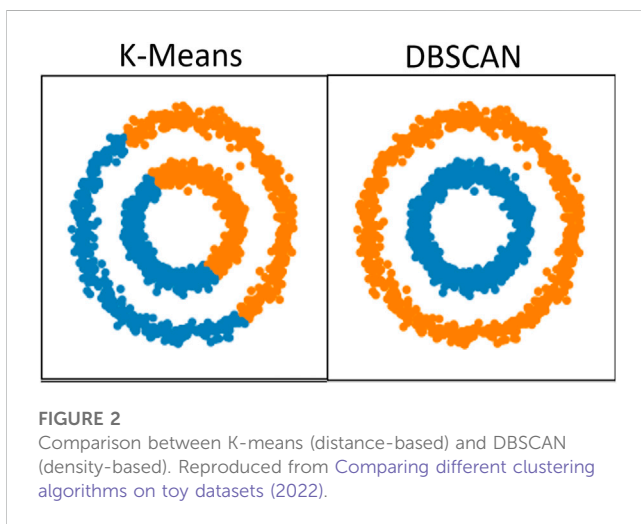 K-Means
DBSCAN
FIGURE 2
Comparison between K-means (distance-based) and DBSCAN
(density-based). Reproduced from Comparing different clustering
algorithms on toy datasets (2022).